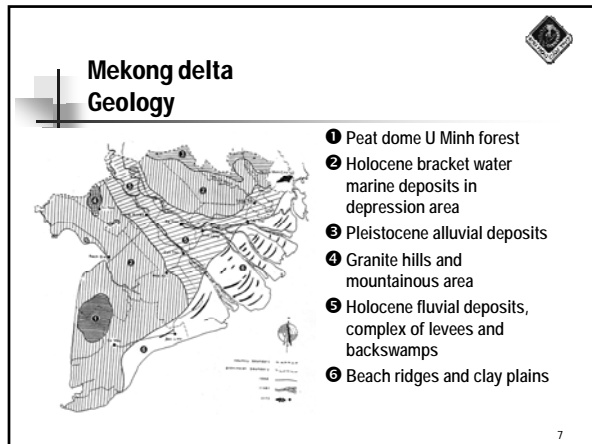 Mekong delta
Geology
❶ Peat dome U Minh forest
❷ Holocene bracket water
marine deposits in
depression area
❸ Pleistocene alluvial deposits
❹ Granite hills and
mountainous area
❺ Holocene fluvial deposits,
complex of levees and
backswamps
❻ Beach ridges and clay plains
7